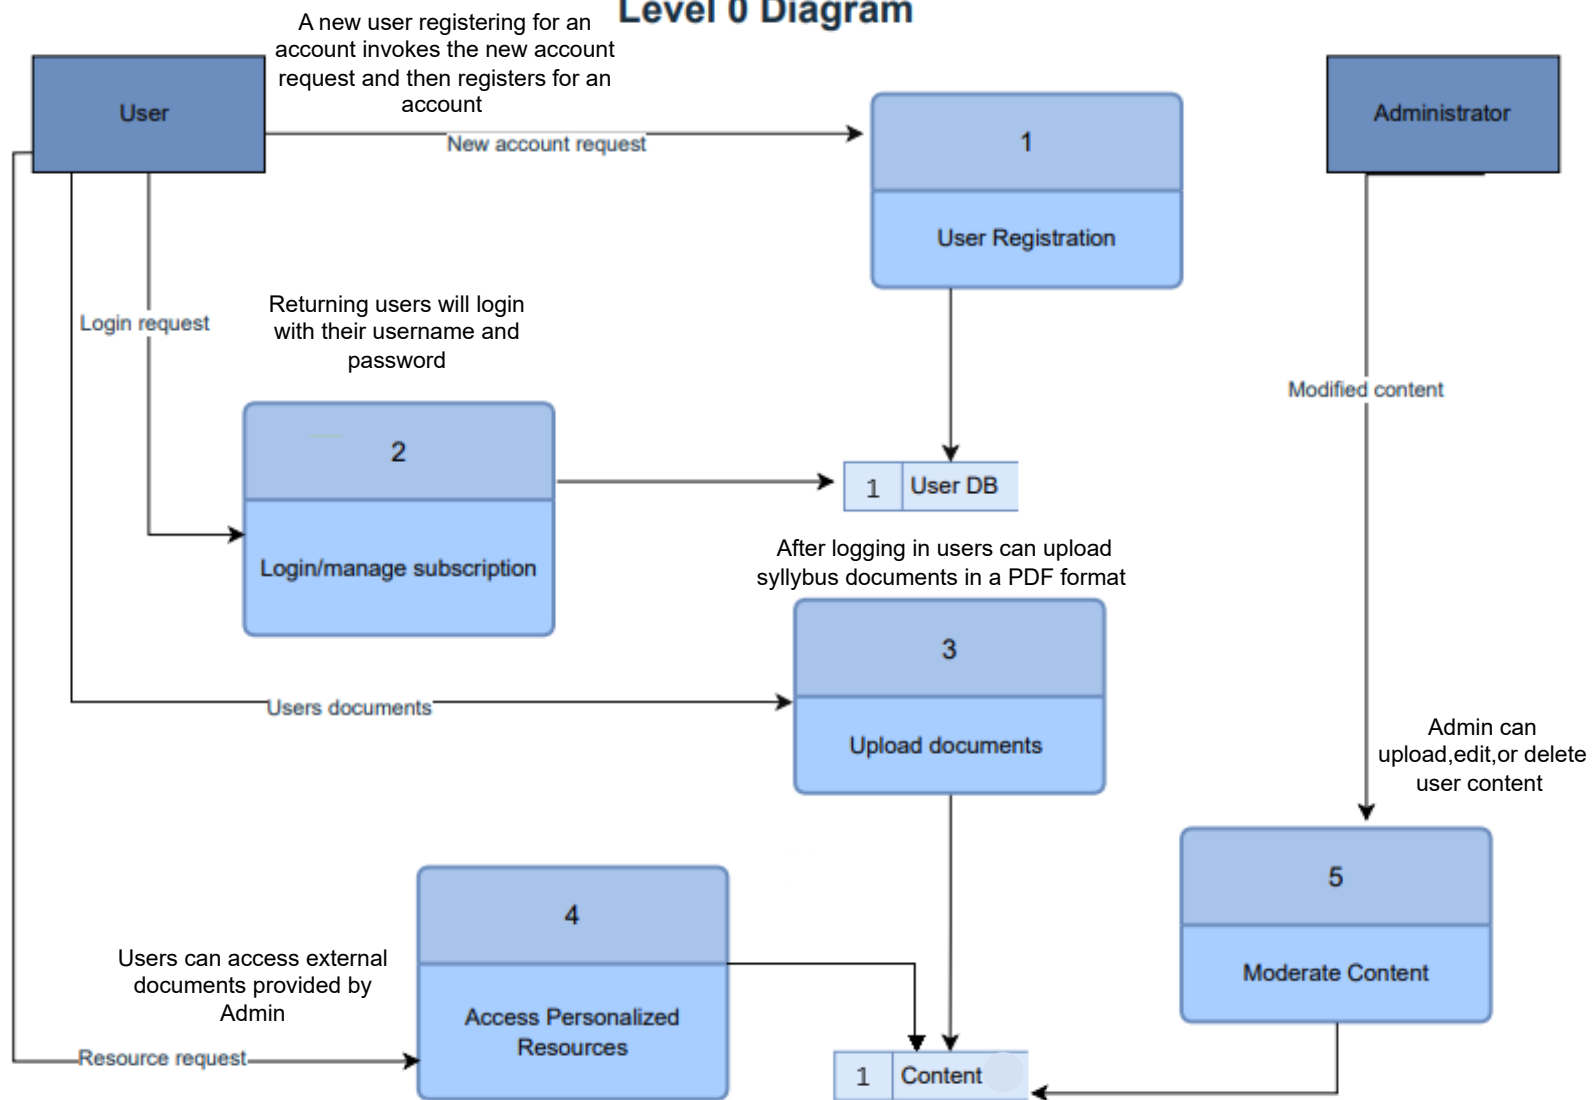 Level 0 Diagram
A new user registering for an
account invokes the new account
request and then registers for an
account
User
Administrator
New account request
1
User Registration
Returning users will login
with their username and
password
Login request
Modified content
2
Login/manage subscription
1 User DB
After logging in users can upload
syllybus documents in a PDF format
3
Upload documents
Users documents
Admin can
upload,edit,or delete
user content
4
Access Personalized
Resources
5
Moderate Content
Users can access external
documents provided by
Admin
Resource request
1 Content